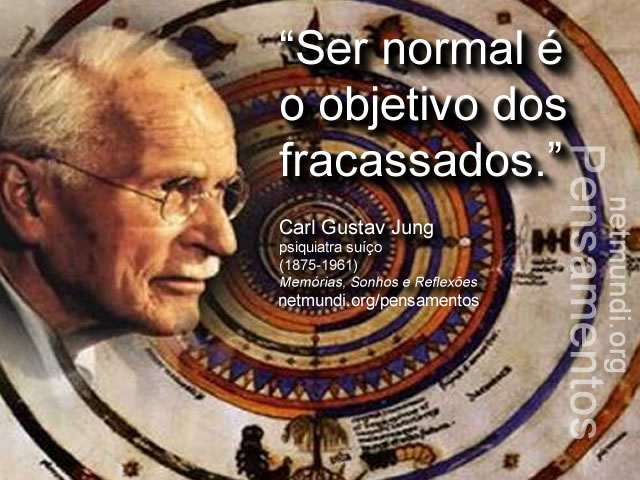 “Ser normal é
o objetivo dos
fracassados.”
Carl Gustav Jung
psiquiatra suíço
(1875-1961)
Memórias, Sonhos e Reflexões
netmundi.org/pensamentos
netmundi.org
Pensamentos